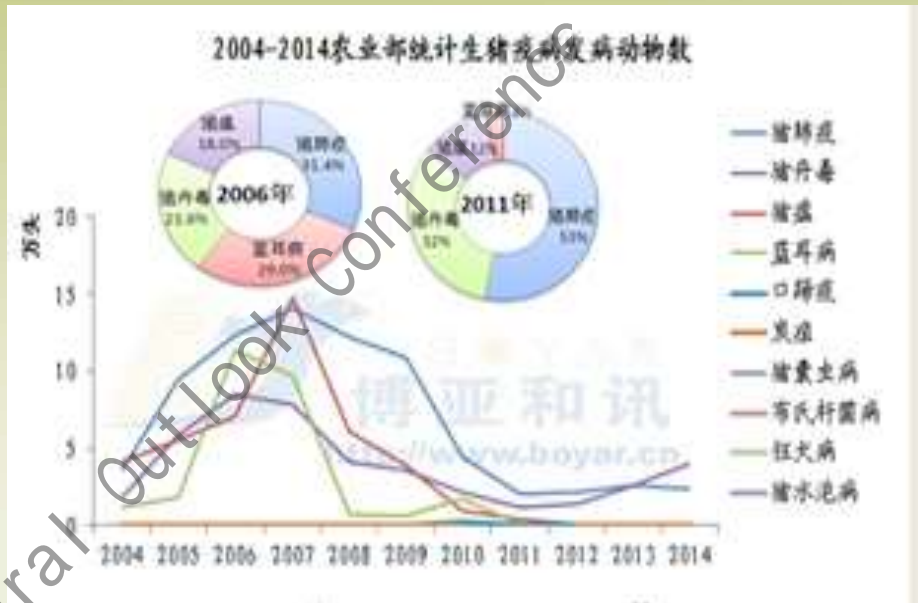 2004-2014农业部统计生猪疫病发病动物数
猪瘟
18.0%
猪肺疫
31.4%
猪丹毒
2006年
蓝耳病
29.0%
猪丹毒
32%
2011年
猪肺疫
53%
万头
20
15
10
5
0
2004 2005 2006 2007 2008 2009 2010 2011 2012 2013 2014
猪肺疫
猪丹毒
猪瘟
蓝耳病
口蹄疫
炭疽
猪囊虫病
布氏杆菌病
狂犬病
猪水泡病
博亚和讯
www.boyar.cn
ral Out Look Conferenc